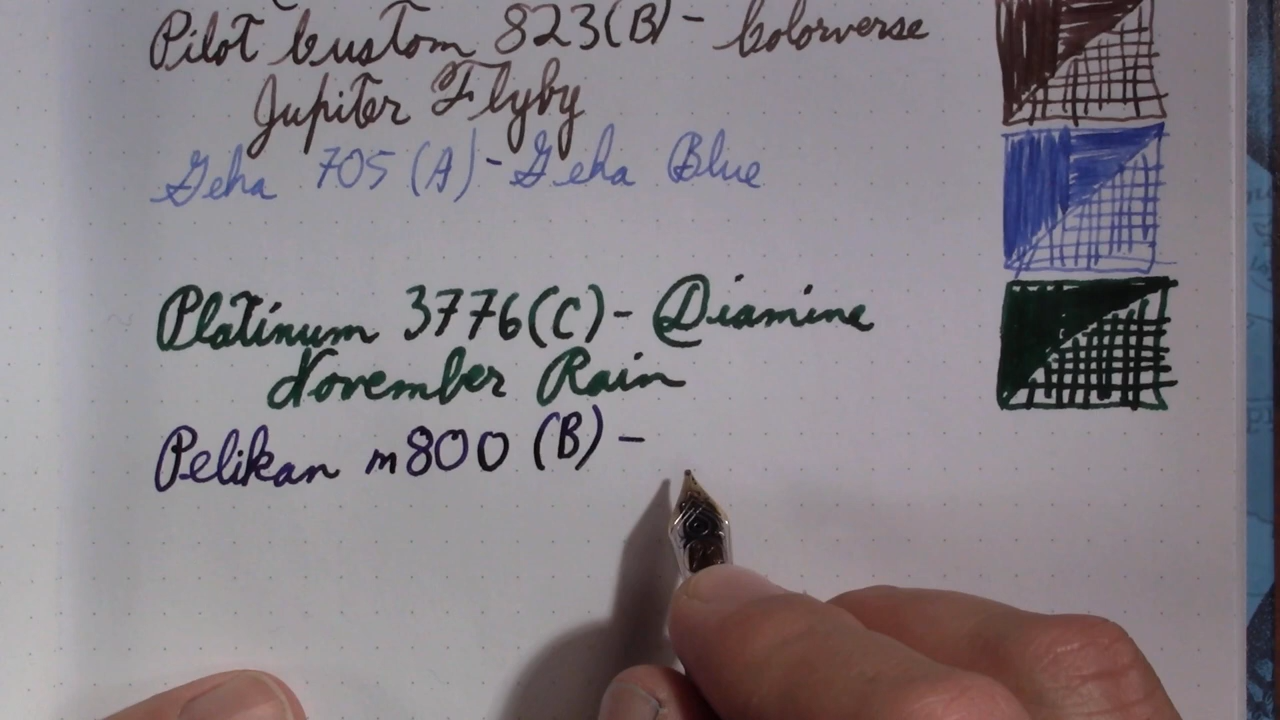 Pilot Custom 823(B) - Colorverse
Jupiter Flyby
Geha 705 (A) - Geha Blue
Platinum 3776(C) - Diamine
November Rain
Pelikan m800 (B) -